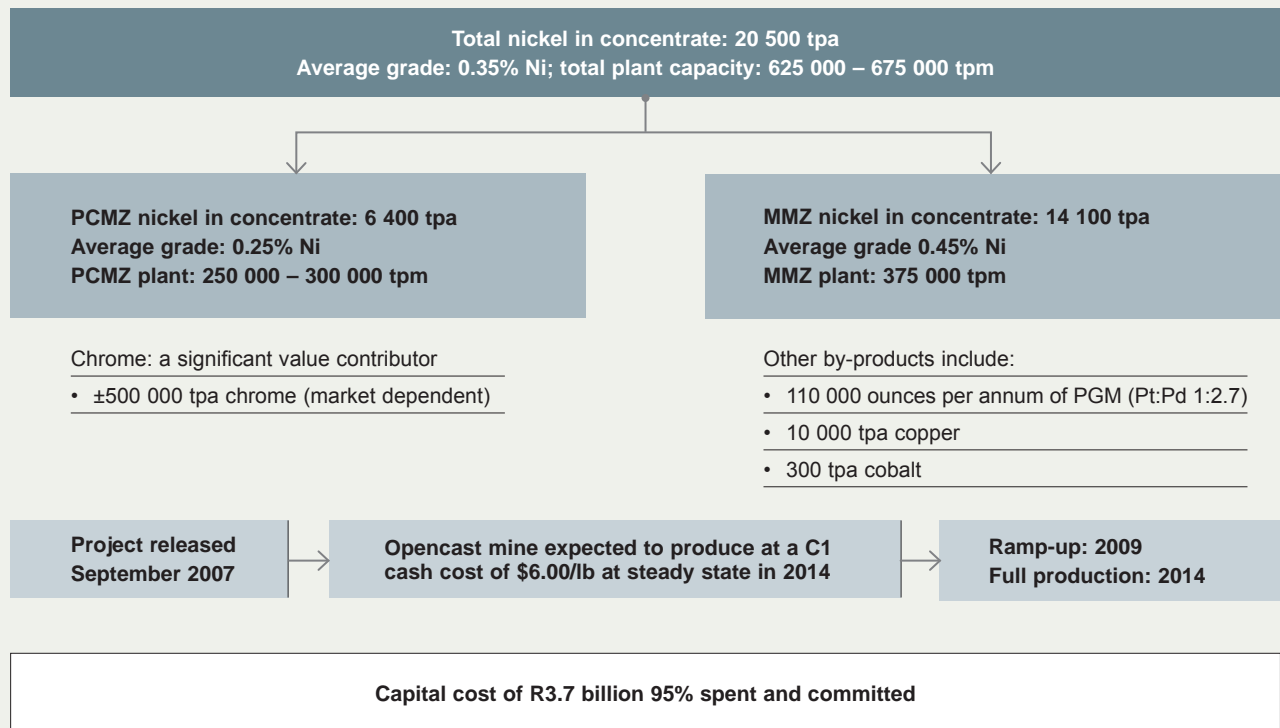 Total nickel in concentrate: 20 500 tpa
Average grade: 0.35% Ni; total plant capacity: 625 000 – 675 000 tpm
PCMZ nickel in concentrate: 6 400 tpa
Average grade: 0.25% Ni
PCMZ plant: 250 000 – 300 000 tpm
MMZ nickel in concentrate: 14 100 tpa
Average grade 0.45% Ni
MMZ plant: 375 000 tpm
Chrome: a significant value contributor
• ±500 000 tpa chrome (market dependent)
Other by-products include:
• 110 000 ounces per annum of PGM (Pt:Pd 1:2.7)
• 10 000 tpa copper
• 300 tpa cobalt
Project released
September 2007
Opencast mine expected to produce at a C1
cash cost of $6.00/lb at steady state in 2014
Ramp-up: 2009
Full production: 2014
Capital cost of R3.7 billion 95% spent and committed